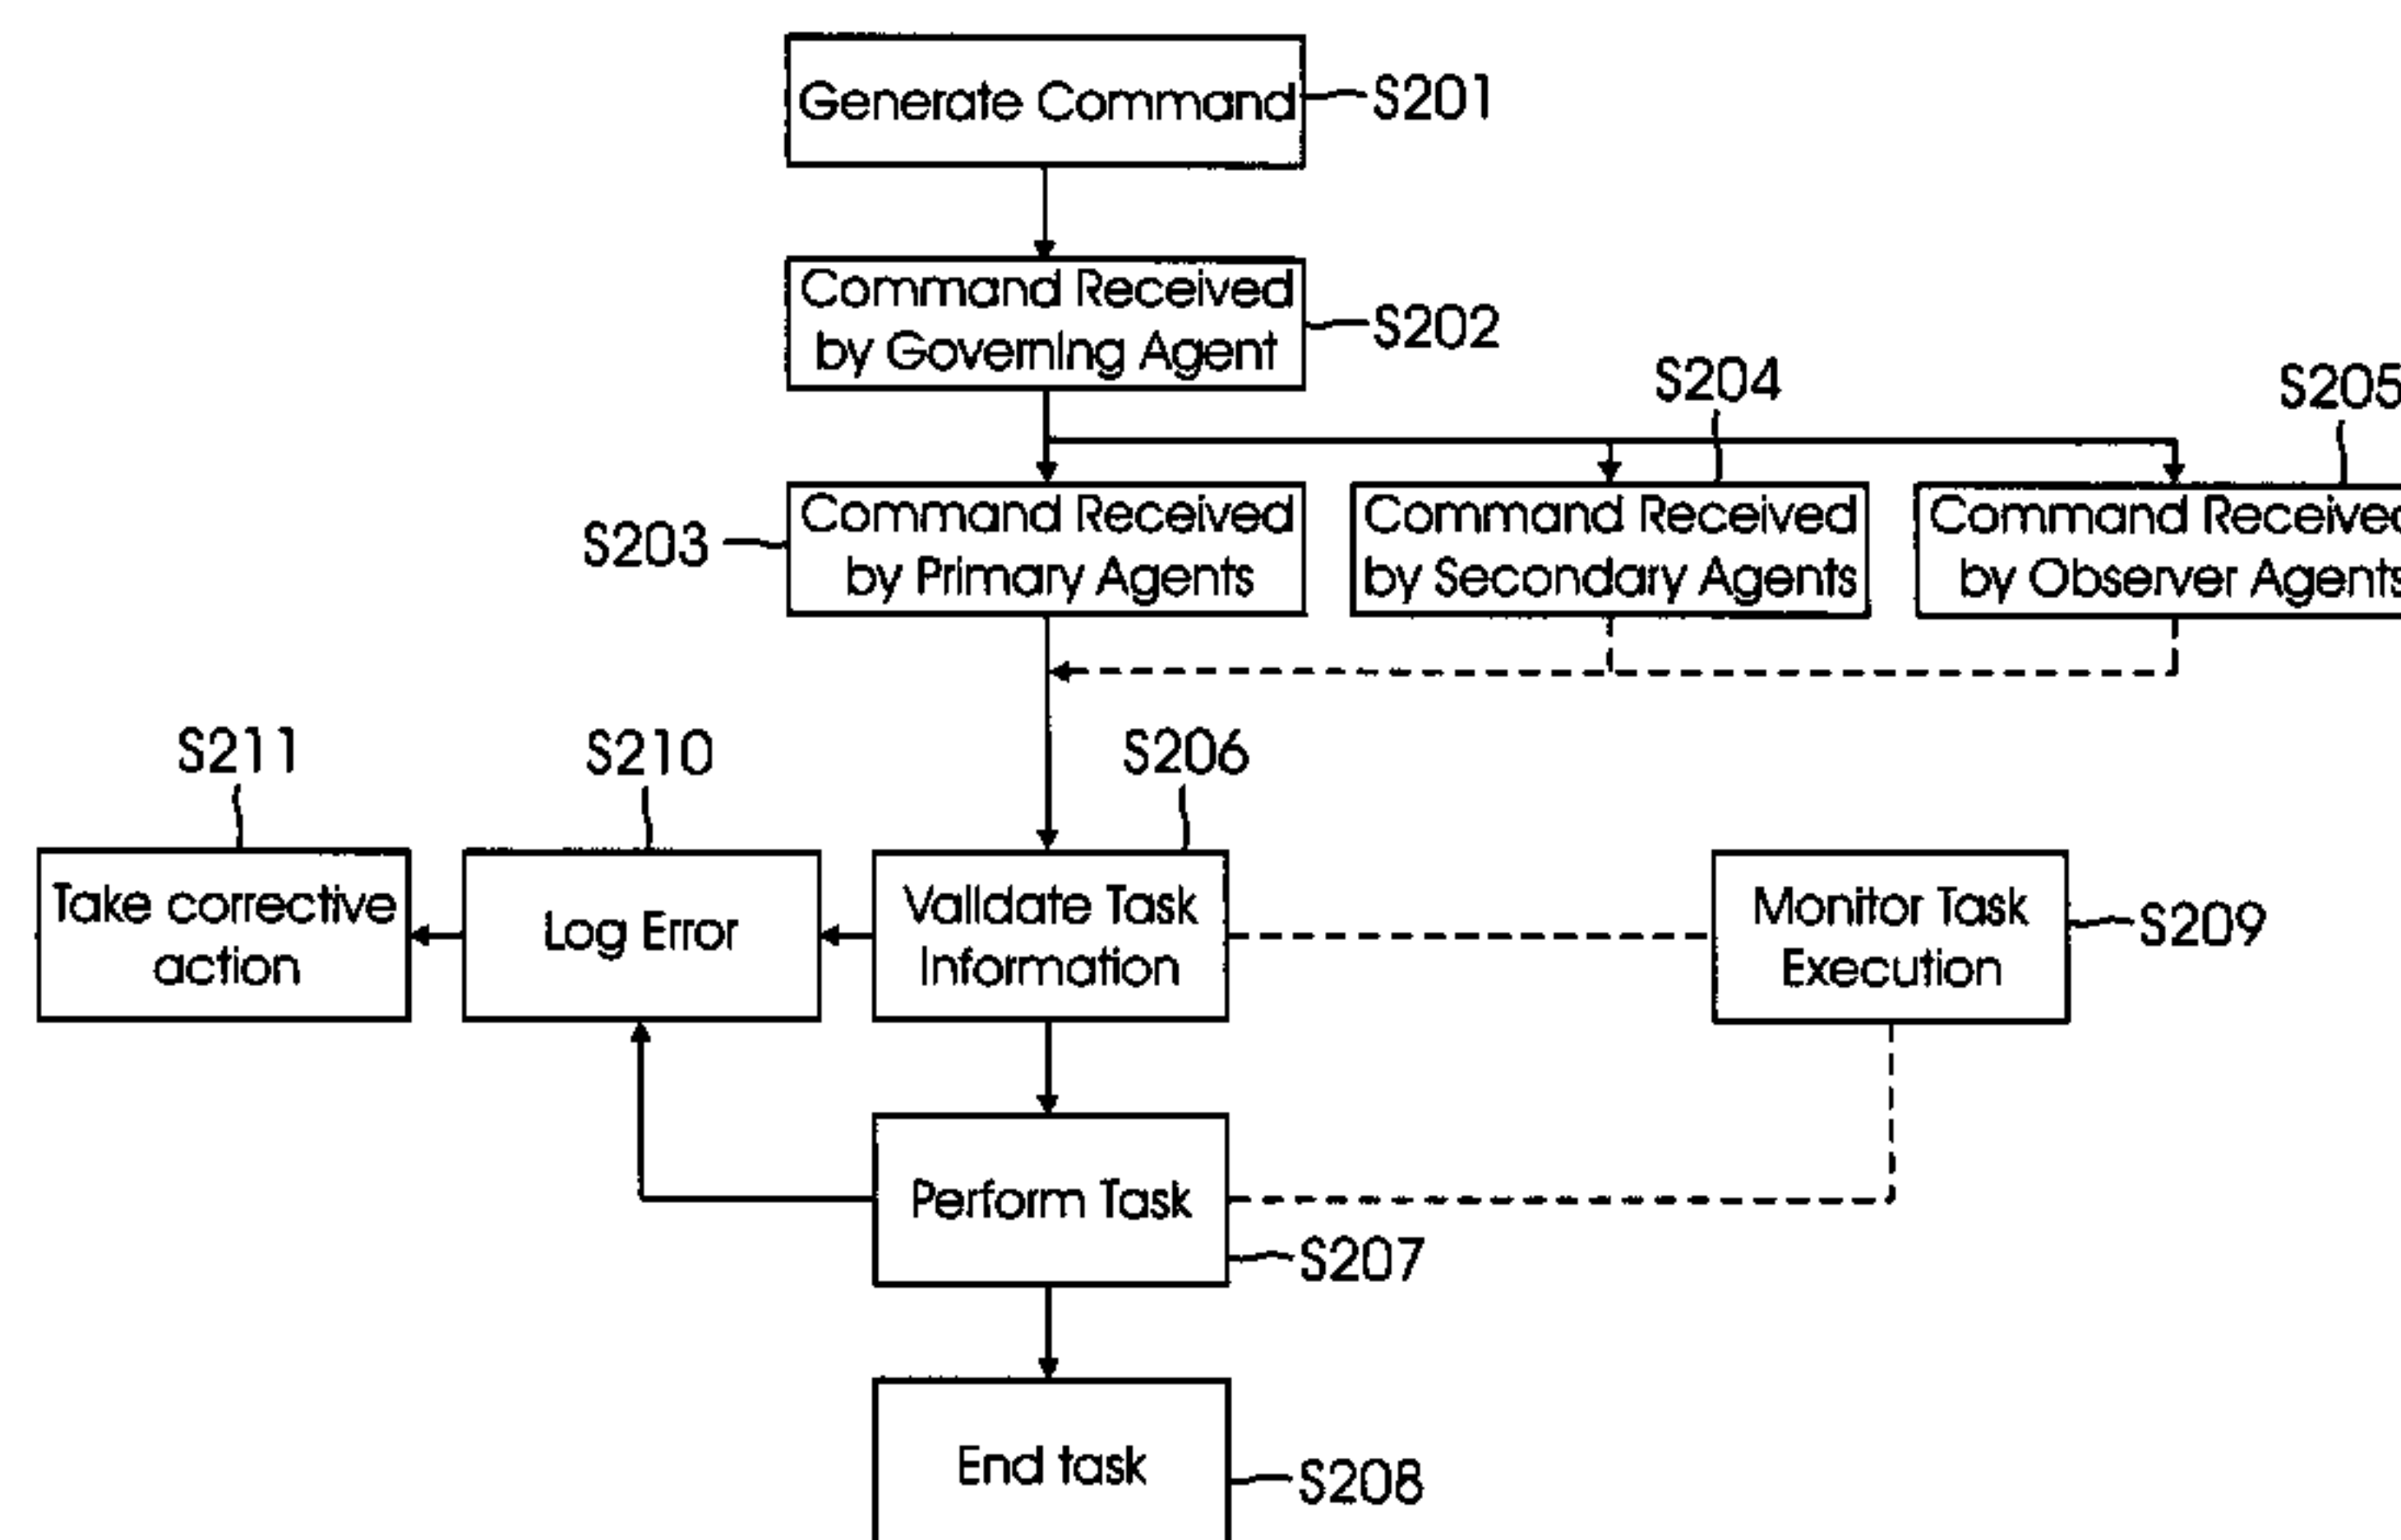 Generate Command
S201
Command Received
by Governing Agent
S202
S204
S205
S203
Command Received
by Primary Agents
Command Received
by Secondary Agents
Command Received
by Observer Agents
S211
S210
S206
Take corrective
action
Log Error
Validate Task
Information
Monitor Task
Execution
S209
Perform Task
S207
End task
S208